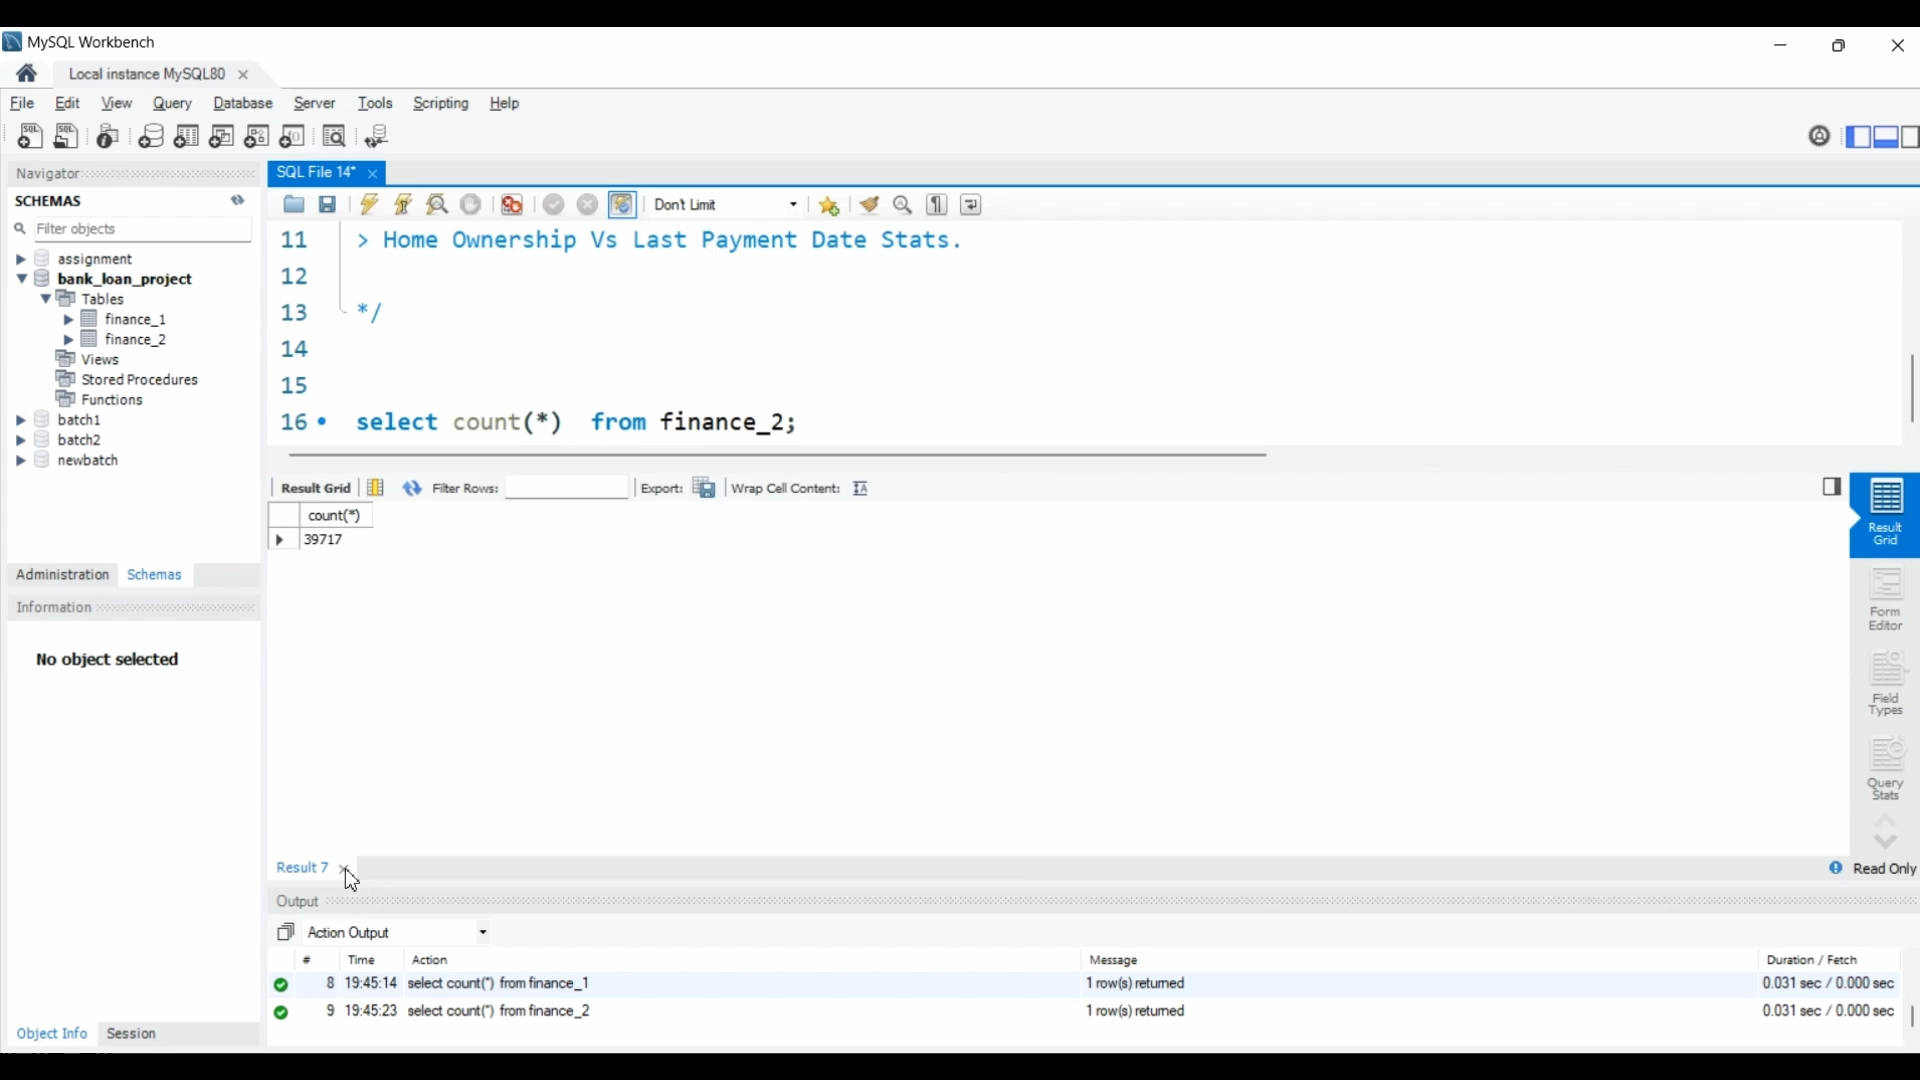 MySQL Workbench
Local instance MySQL80
File Edit View Query Database Server Tools Scripting Help
Navigator
SCHEMAS
Filter objects
assignment
bank_loan_project
Tables
finance_1
finance_2
Views
Stored Procedures
Functions
batch1
batch2
newbatch
Administration Schemas
Information
No object selected
Object Info Session
SQL File 14*
Don't Limit
11 > Home Ownership Vs Last Payment Date Stats.
12
13 */
14
15
16 select count(*) from finance_2;
Result Grid Filter Rows: Export: Wrap Cell Content:
count(*)
39717
Result
Grid
Form
Editor
Field
Types
Query
Stats
Result 7
Read Only
Output
Action Output
# Time Action Message Duration / Fetch
8 19:45:14 select count(*) from finance_1 1 row(s) returned 0.031 sec / 0.000 sec
9 19:45:23 select count(*) from finance_2 1 row(s) returned 0.031 sec / 0.000 sec